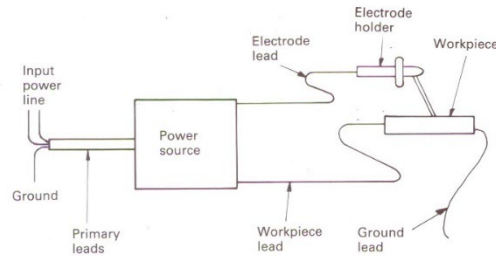 Electrode
holder
Electrode
lead
Workpiece
Input
power
line
Power
source
Ground
Primary
leads
Workpiece
lead
Ground
lead